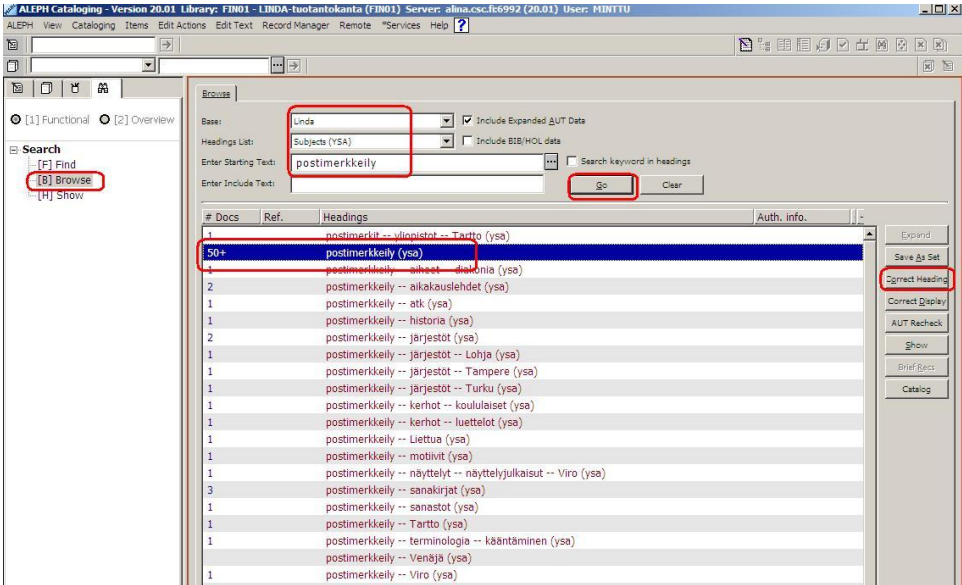 ALEPH Cataloging - Version 20.01 Library: FIN01 - LINDA-tuotantokanta (FIN01) Server: alina.csc.fi:6992 (20.01) User: MINTTU
ALEPH View Cataloging Items Edit Actions Edit Text Record Manager Remote *Services Help ?
[1] Functional [2] Overview
Search
[F] Find
[B] Browse
[H] Show
Browse
Base: Linda Include Expanded AUT Data
Headings List: Subjects (YSA) Include BIB/HOL data
Enter Starting Text: postimerkkeily ... Search keyword in headings
Enter Include Text: Go Clear
# Docs Ref. Headings Auth. info. -
1 postimerkit -- yliopistot -- Tartto (ysa)
50+ postimerkkeily (ysa)
1 postimerkkeily -- aiheet -- diakonia (ysa)
2 postimerkkeily -- aikakauslehdet (ysa)
1 postimerkkeily -- atk (ysa)
1 postimerkkeily -- historia (ysa)
2 postimerkkeily -- järjestöt (ysa)
1 postimerkkeily -- järjestöt -- Lohja (ysa)
1 postimerkkeily -- järjestöt -- Tampere (ysa)
1 postimerkkeily -- järjestöt -- Turku (ysa)
1 postimerkkeily -- kerhot -- koululaiset (ysa)
1 postimerkkeily -- kerhot -- luettelot (ysa)
1 postimerkkeily -- Liettua (ysa)
1 postimerkkeily -- motiivit (ysa)
1 postimerkkeily -- näyttelyt -- näyttelyjulkaisut -- Viro (ysa)
3 postimerkkeily -- sanakirjat (ysa)
1 postimerkkeily -- sanastot (ysa)
1 postimerkkeily -- Tartto (ysa)
1 postimerkkeily -- terminologia -- kääntäminen (ysa)
postimerkkeily -- Venäjä (ysa)
1 postimerkkeily -- Viro (ysa)
Expand
Save As Set
Correct Heading
Correct Display
AUT Recheck
Show
Brief Recs
Catalog